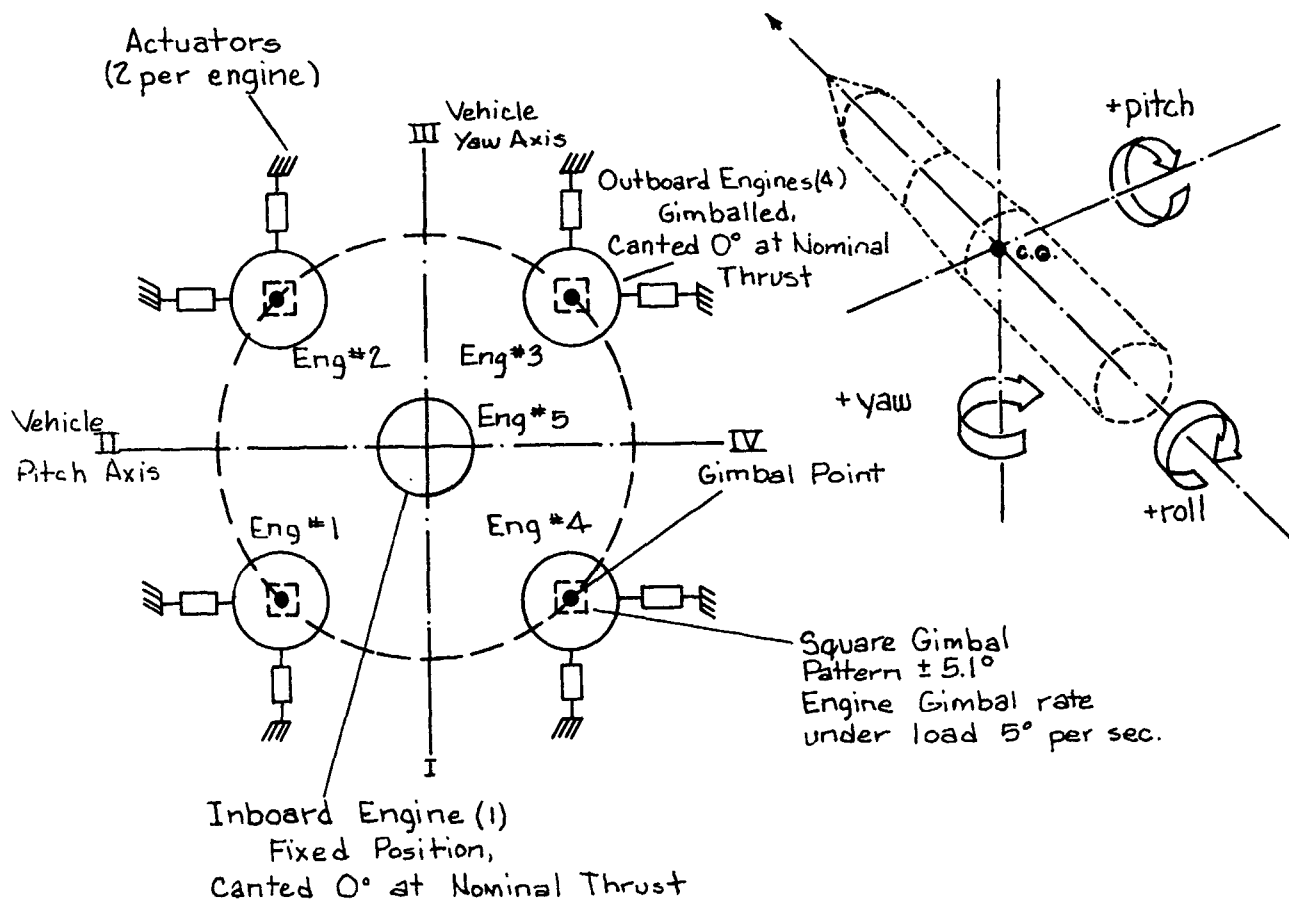 Actuators
(2 per engine)
III
Vehicle
Yaw Axis
Outboard Engines(4)
Gimballed,
Canted 0° at Nominal
Thrust
Eng #2
Eng #3
Eng #5
Vehicle
II
Pitch Axis
IV
Gimbal Point
Eng #1
Eng #4
Square Gimbal
Pattern ± 5.1°
Engine Gimbal rate
under load 5° per sec.
I
Inboard Engine (1)
Fixed Position,
Canted 0° at Nominal Thrust
+pitch
C.G.
+yaw
+roll